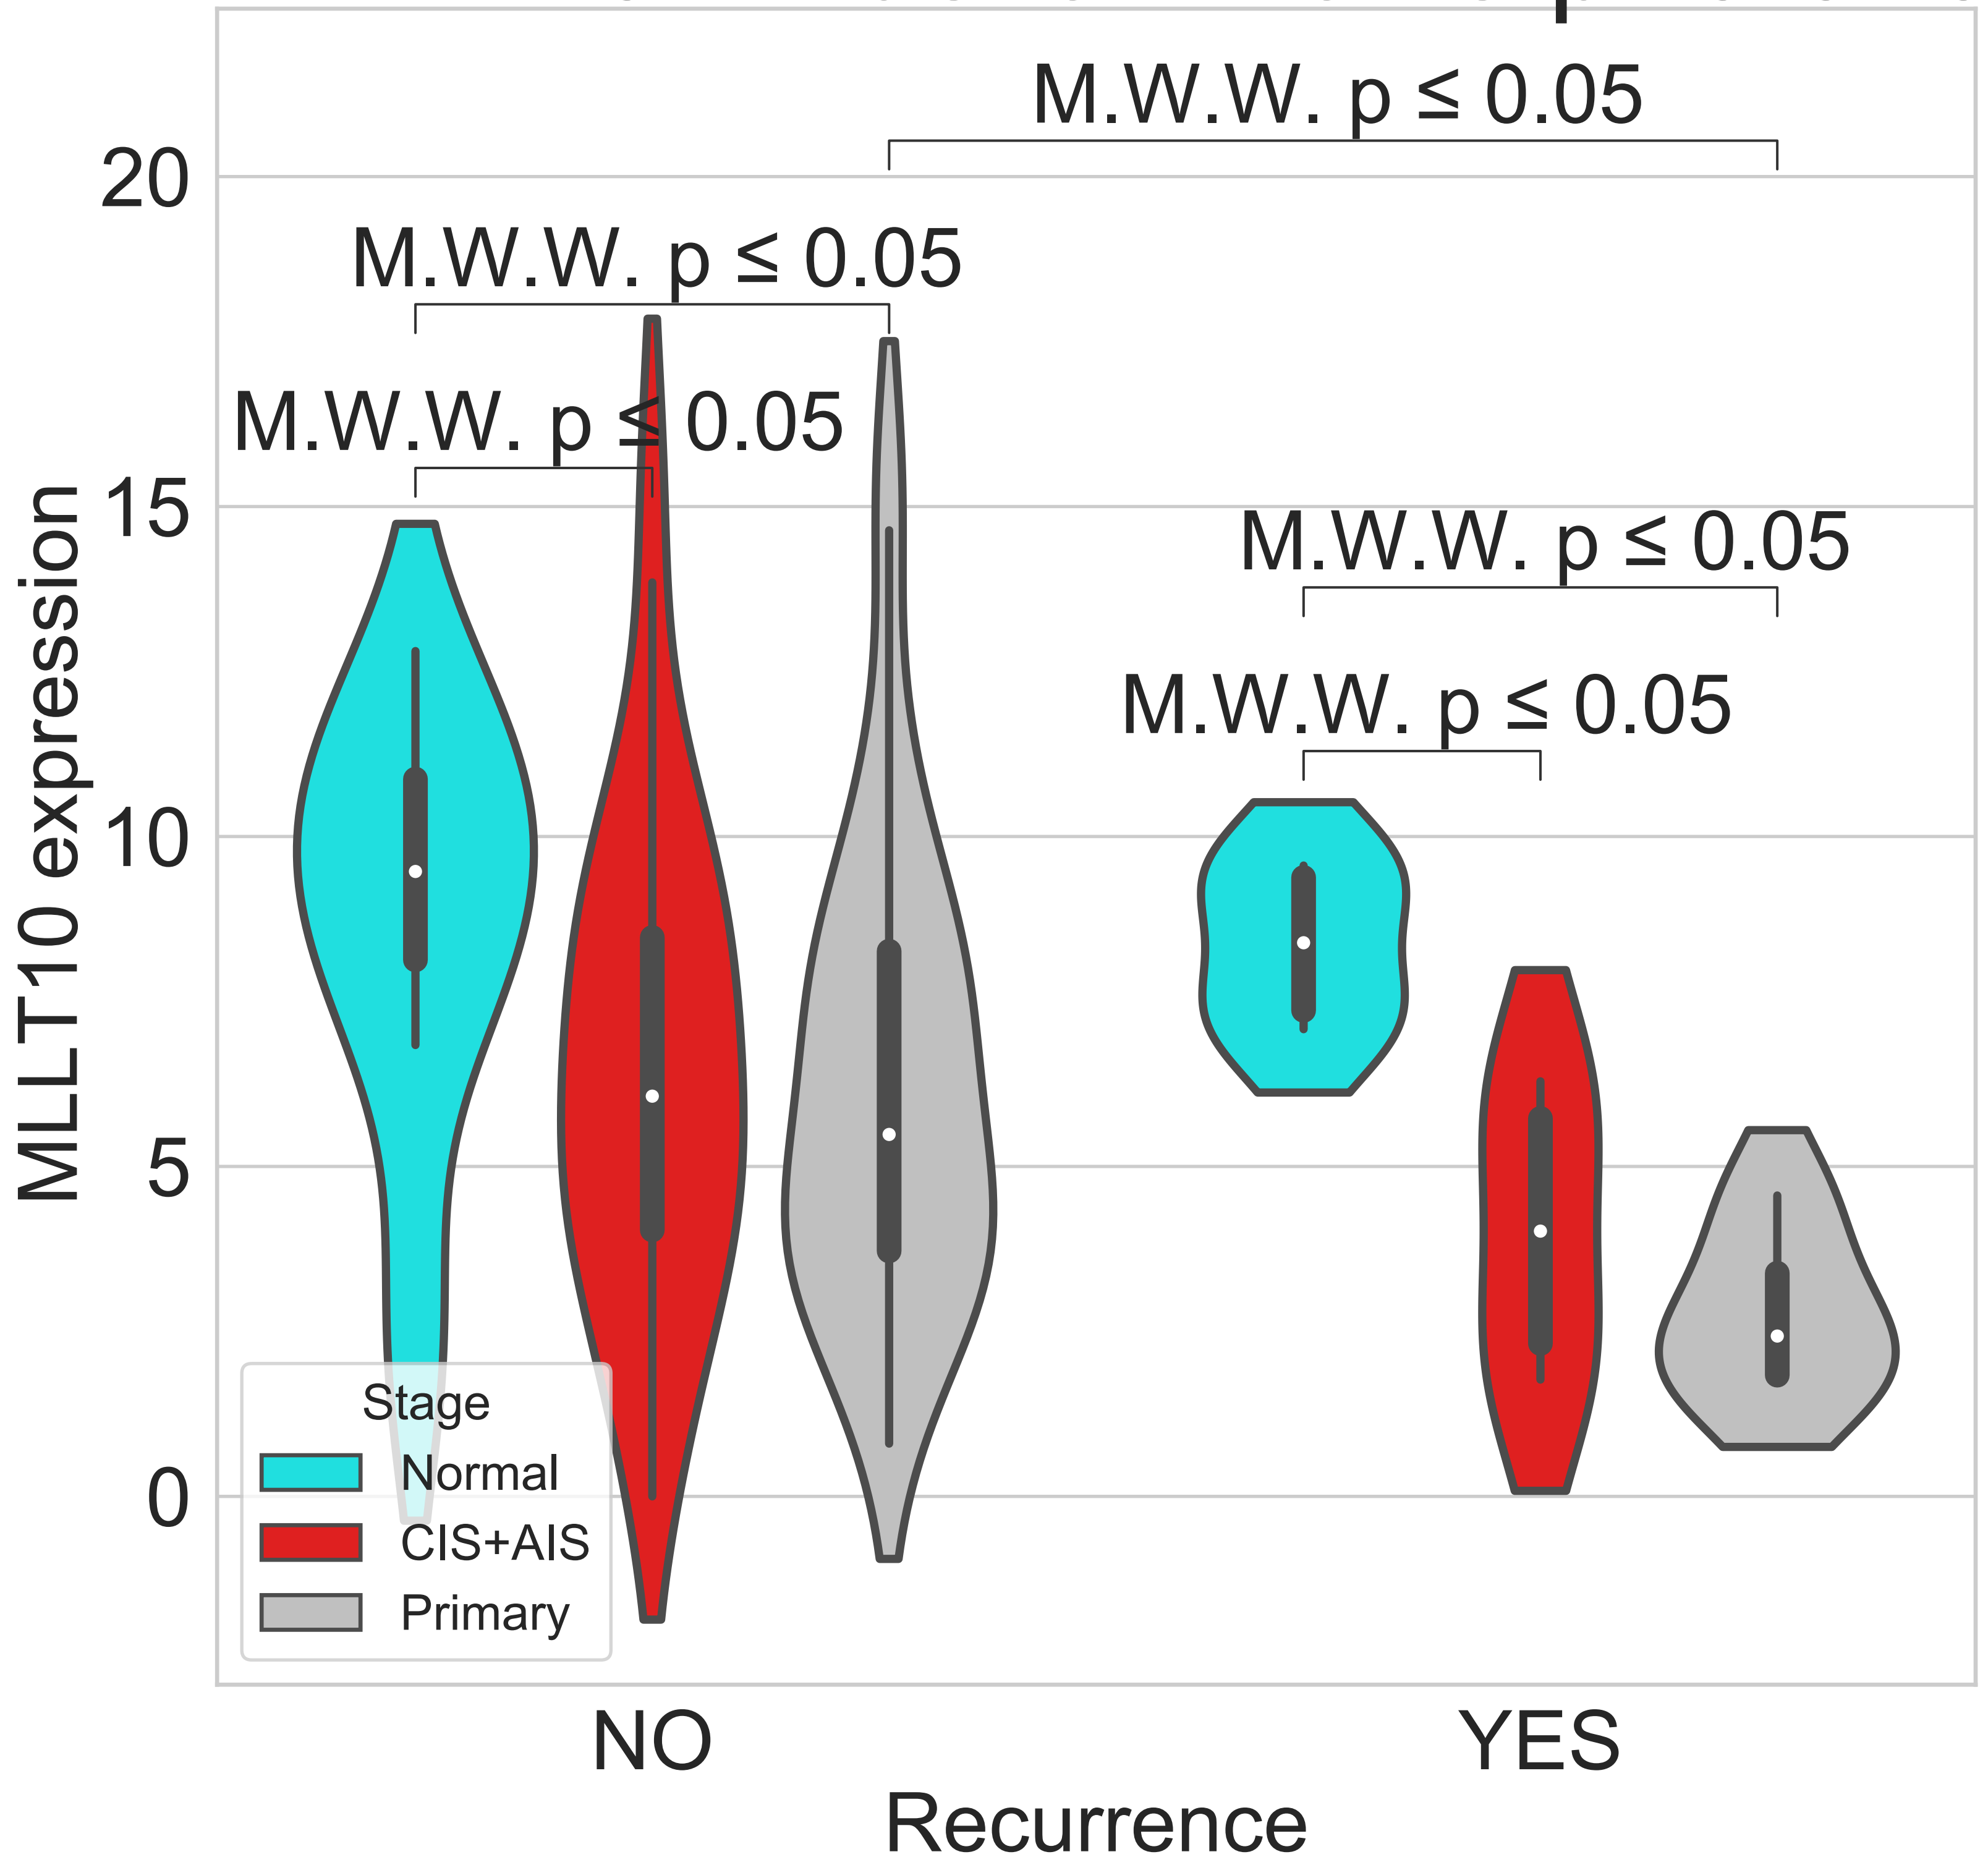 M.W.W. p ≤ 0.05
20
M.W.W. p ≤ 0.05
M.W.W. p ≤ 0.05
15
M.W.W. p ≤ 0.05
M.W.W. p ≤ 0.05
10
5
0
MLLT10 expression
Stage
Normal
CIS+AIS
Primary
NO
YES
Recurrence